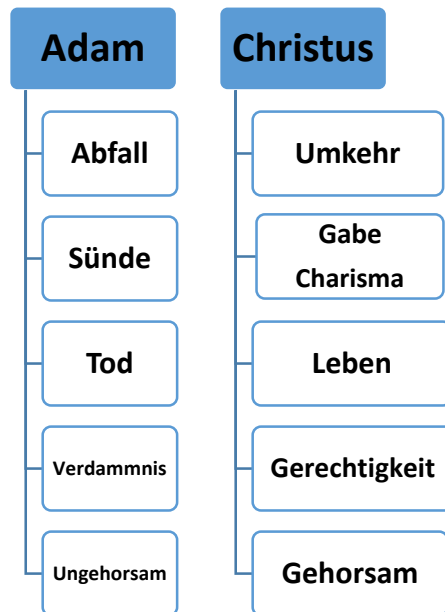 Adam
Abfall
Sünde
Tod
Verdammnis
Ungehorsam
Christus
Umkehr
Gabe
Charisma
Leben
Gerechtigkeit
Gehorsam